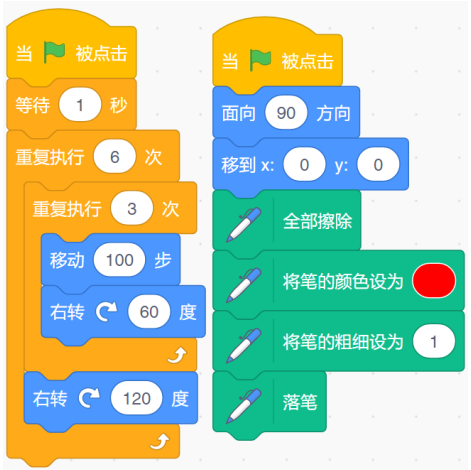 当 被点击
等待 1 秒
重复执行 6 次
重复执行 3 次
移动 100 步
右转 60 度
右转 120 度
当 被点击
面向 90 方向
移到 x: 0 y: 0
全部擦除
将笔的颜色设为
将笔的粗细设为 1
落笔